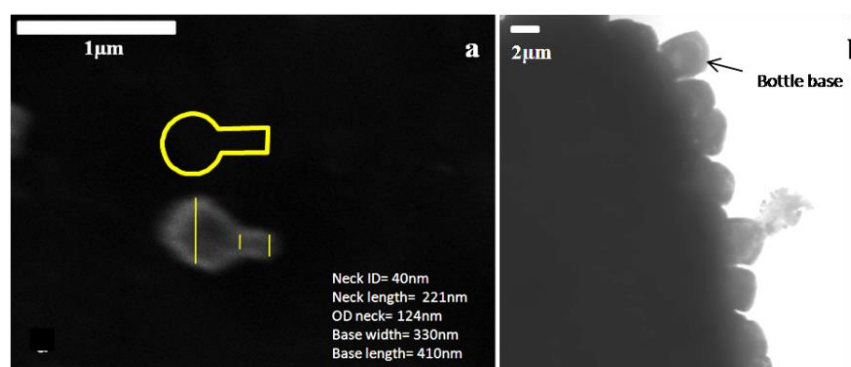 1μm
a
Neck ID= 40nm
Neck length= 221nm
OD neck= 124nm
Base width= 330nm
Base length= 410nm
2μm
Bottle base